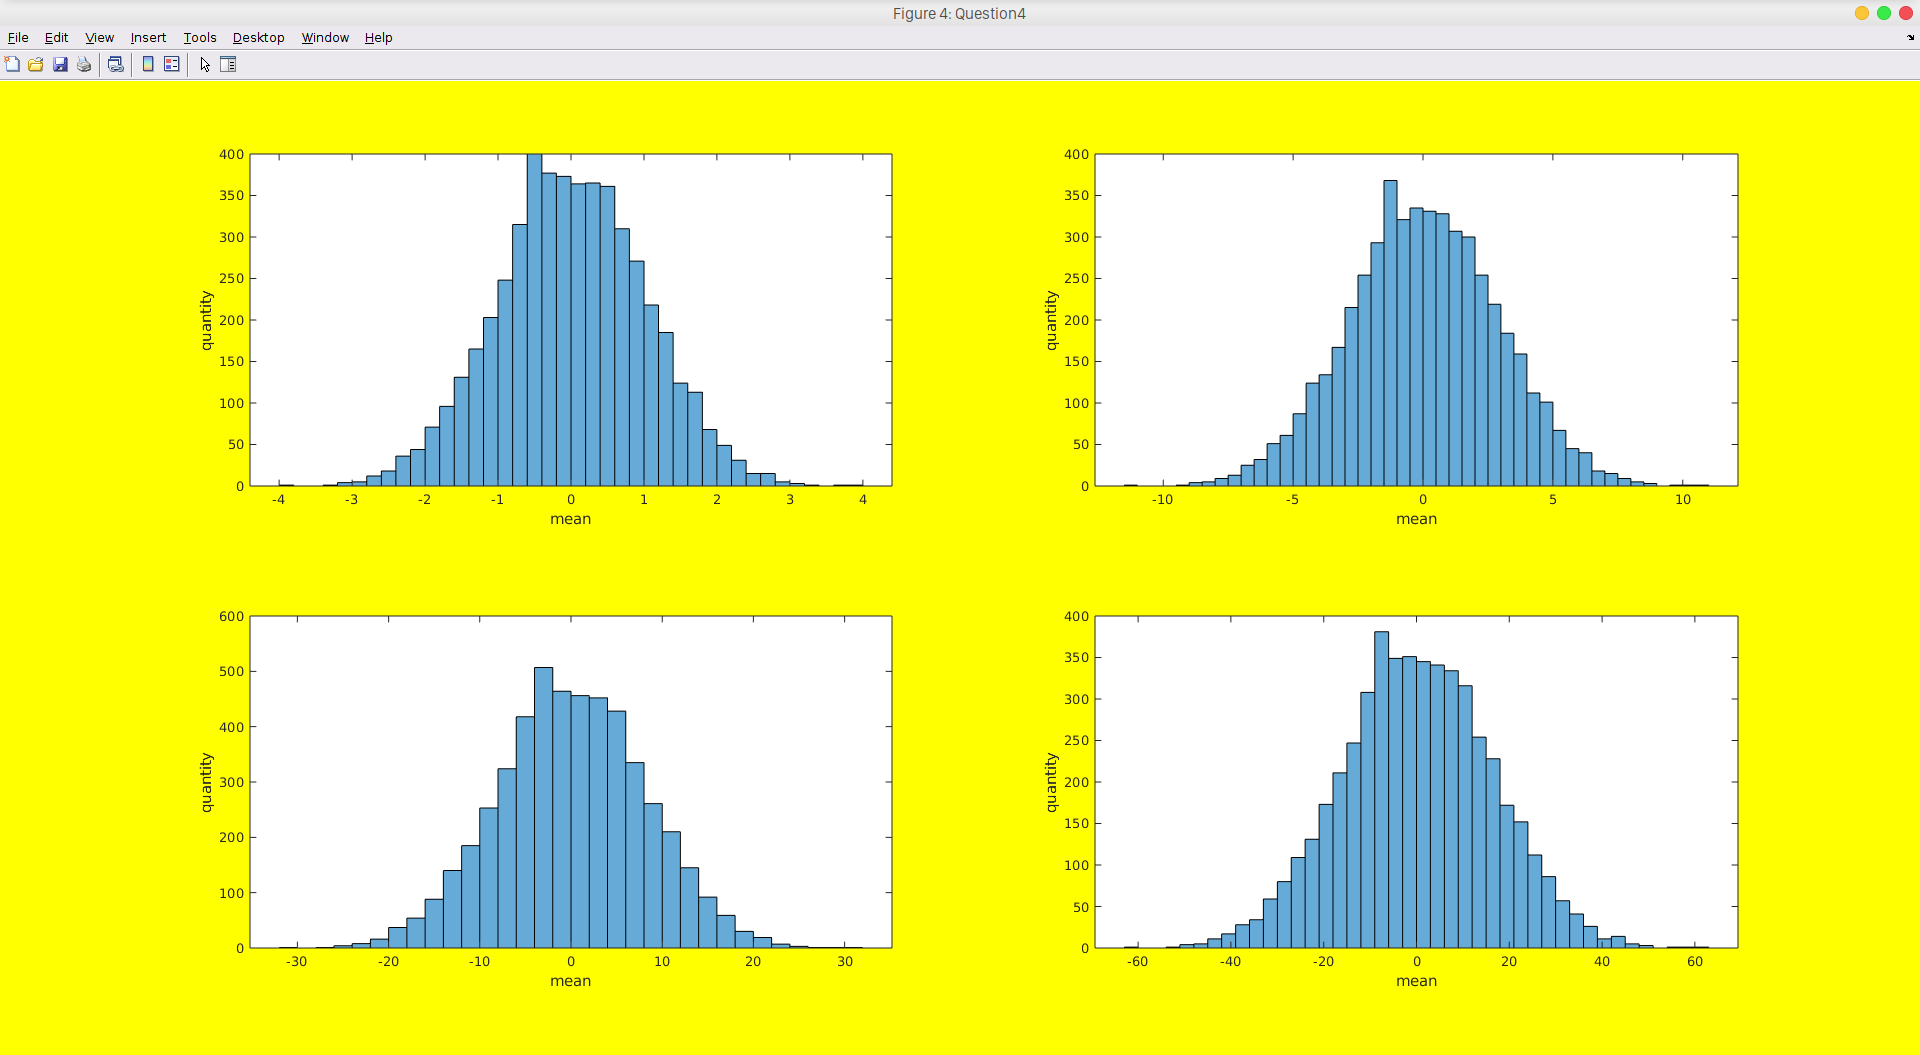 Figure 4: Question4
File Edit View Insert Tools Desktop Window Help
400
350
300
250
200
150
100
50
0
quantity
-4 -3 -2 -1 0 1 2 3 4
mean
400
350
300
250
200
150
100
50
0
quantity
-10 -5 0 5 10
mean
600
500
400
300
200
100
0
quantity
-30 -20 -10 0 10 20 30
mean
400
350
300
250
200
150
100
50
0
quantity
-60 -40 -20 0 20 40 60
mean